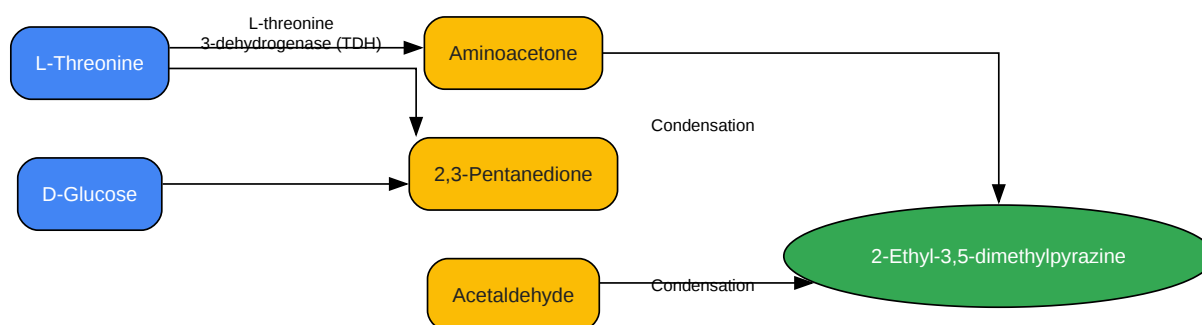 L-threonine
3-dehydrogenase (TDH)
L-Threonine
Aminoacetone
Condensation
2,3-Pentanedione
D-Glucose
2-Ethyl-3,5-dimethylpyrazine
Acetaldehyde
Condensation